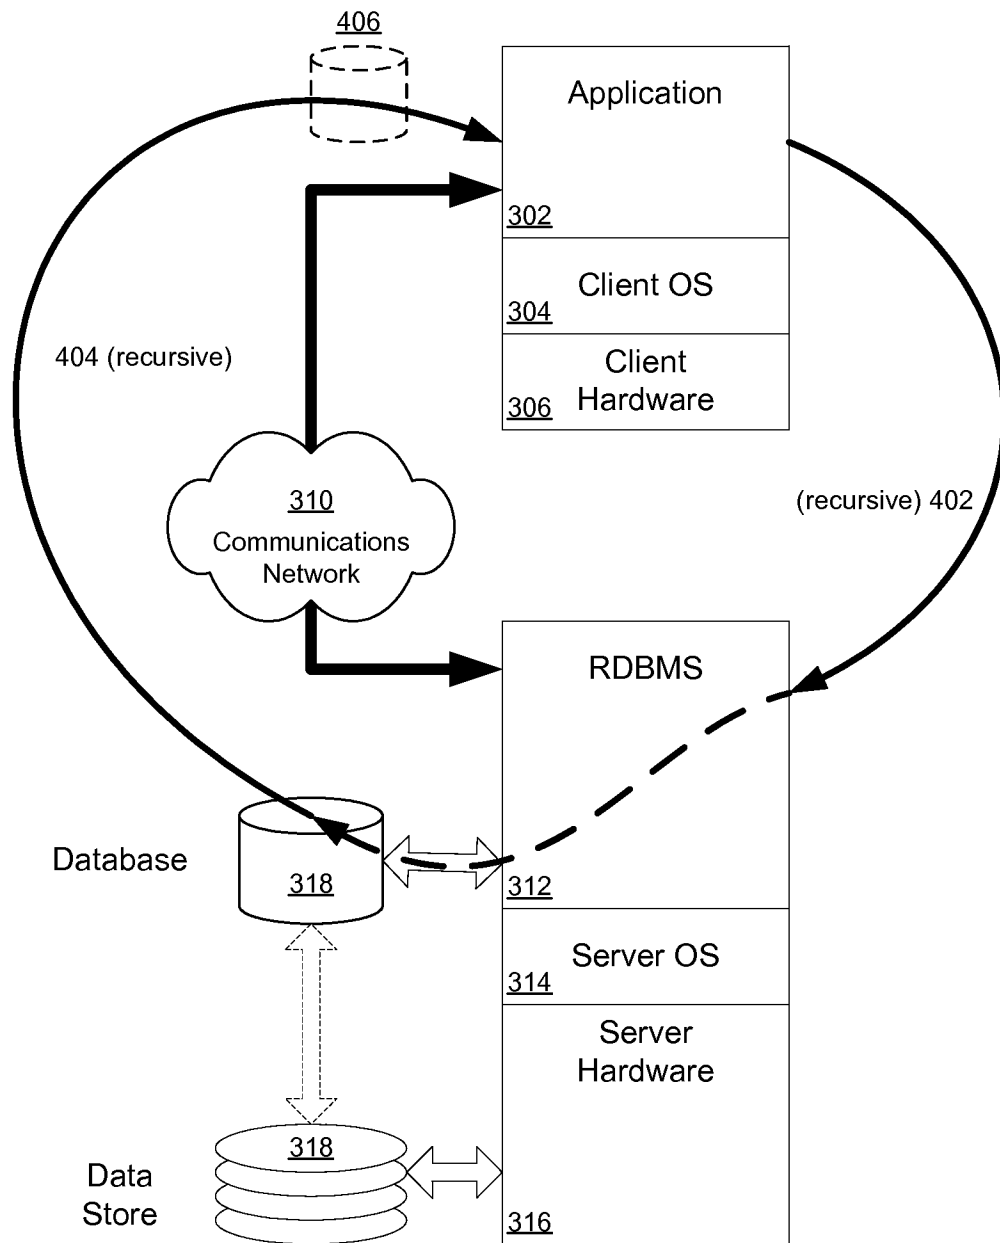 406
Application
302
Client OS
304
Client
Hardware
306
404 (recursive)
310
Communications
Network
(recursive) 402
RDBMS
312
Database
318
Server OS
314
Server
Hardware
316
318
Data
Store